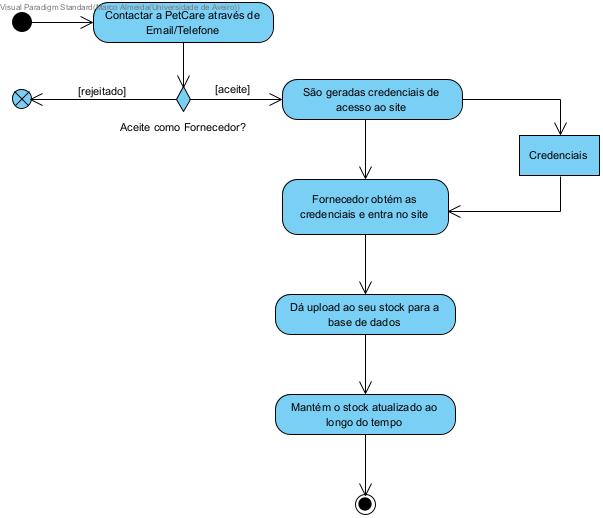 Visual Paradigm Standard(Marco Almeida(Universidade de Aveiro))
Contactar a PetCare através de
Email/Telefone
[rejeitado]
[aceite]
Aceite como Fornecedor?
São geradas credenciais de
acesso ao site
Credenciais
Fornecedor obtém as
credenciais e entra no site
Dá upload ao seu stock para a
base de dados
Mantém o stock atualizado ao
longo do tempo